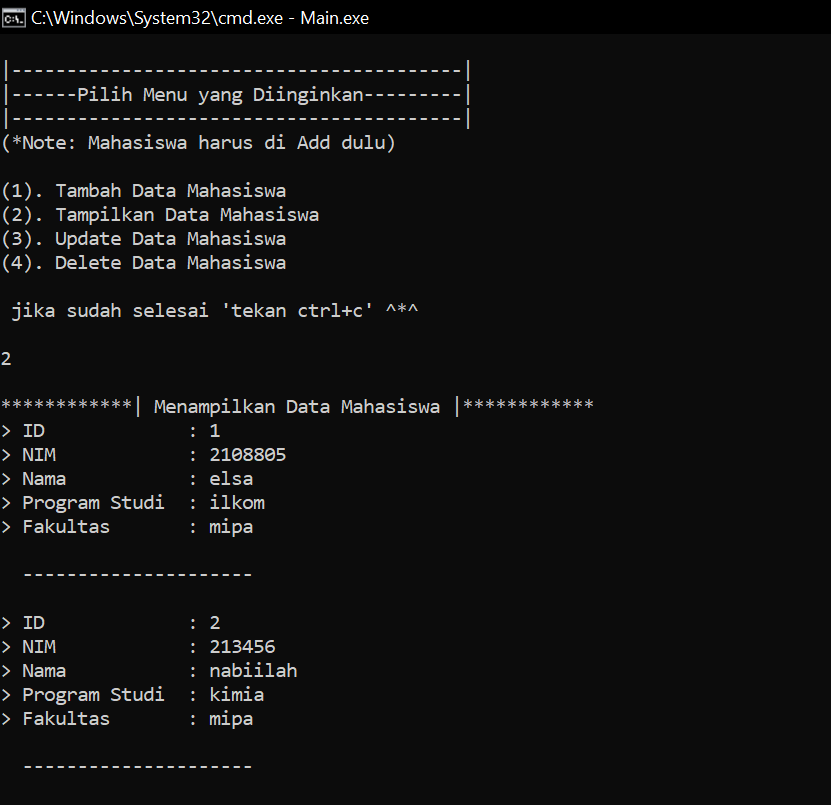 C:\Windows\System32\cmd.exe - Main.exe
|-----------------------------------------|
|------Pilih Menu yang Diinginkan---------|
|-----------------------------------------|
(*Note: Mahasiswa harus di Add dulu)
(1). Tambah Data Mahasiswa
(2). Tampilkan Data Mahasiswa
(3). Update Data Mahasiswa
(4). Delete Data Mahasiswa
jika sudah selesai 'tekan ctrl+c' ^*^
2
************| Menampilkan Data Mahasiswa |************
> ID : 1
> NIM : 2108805
> Nama : elsa
> Program Studi : ilkom
> Fakultas : mipa
---------------------
> ID : 2
> NIM : 213456
> Nama : nabiilah
> Program Studi : kimia
> Fakultas : mipa
---------------------